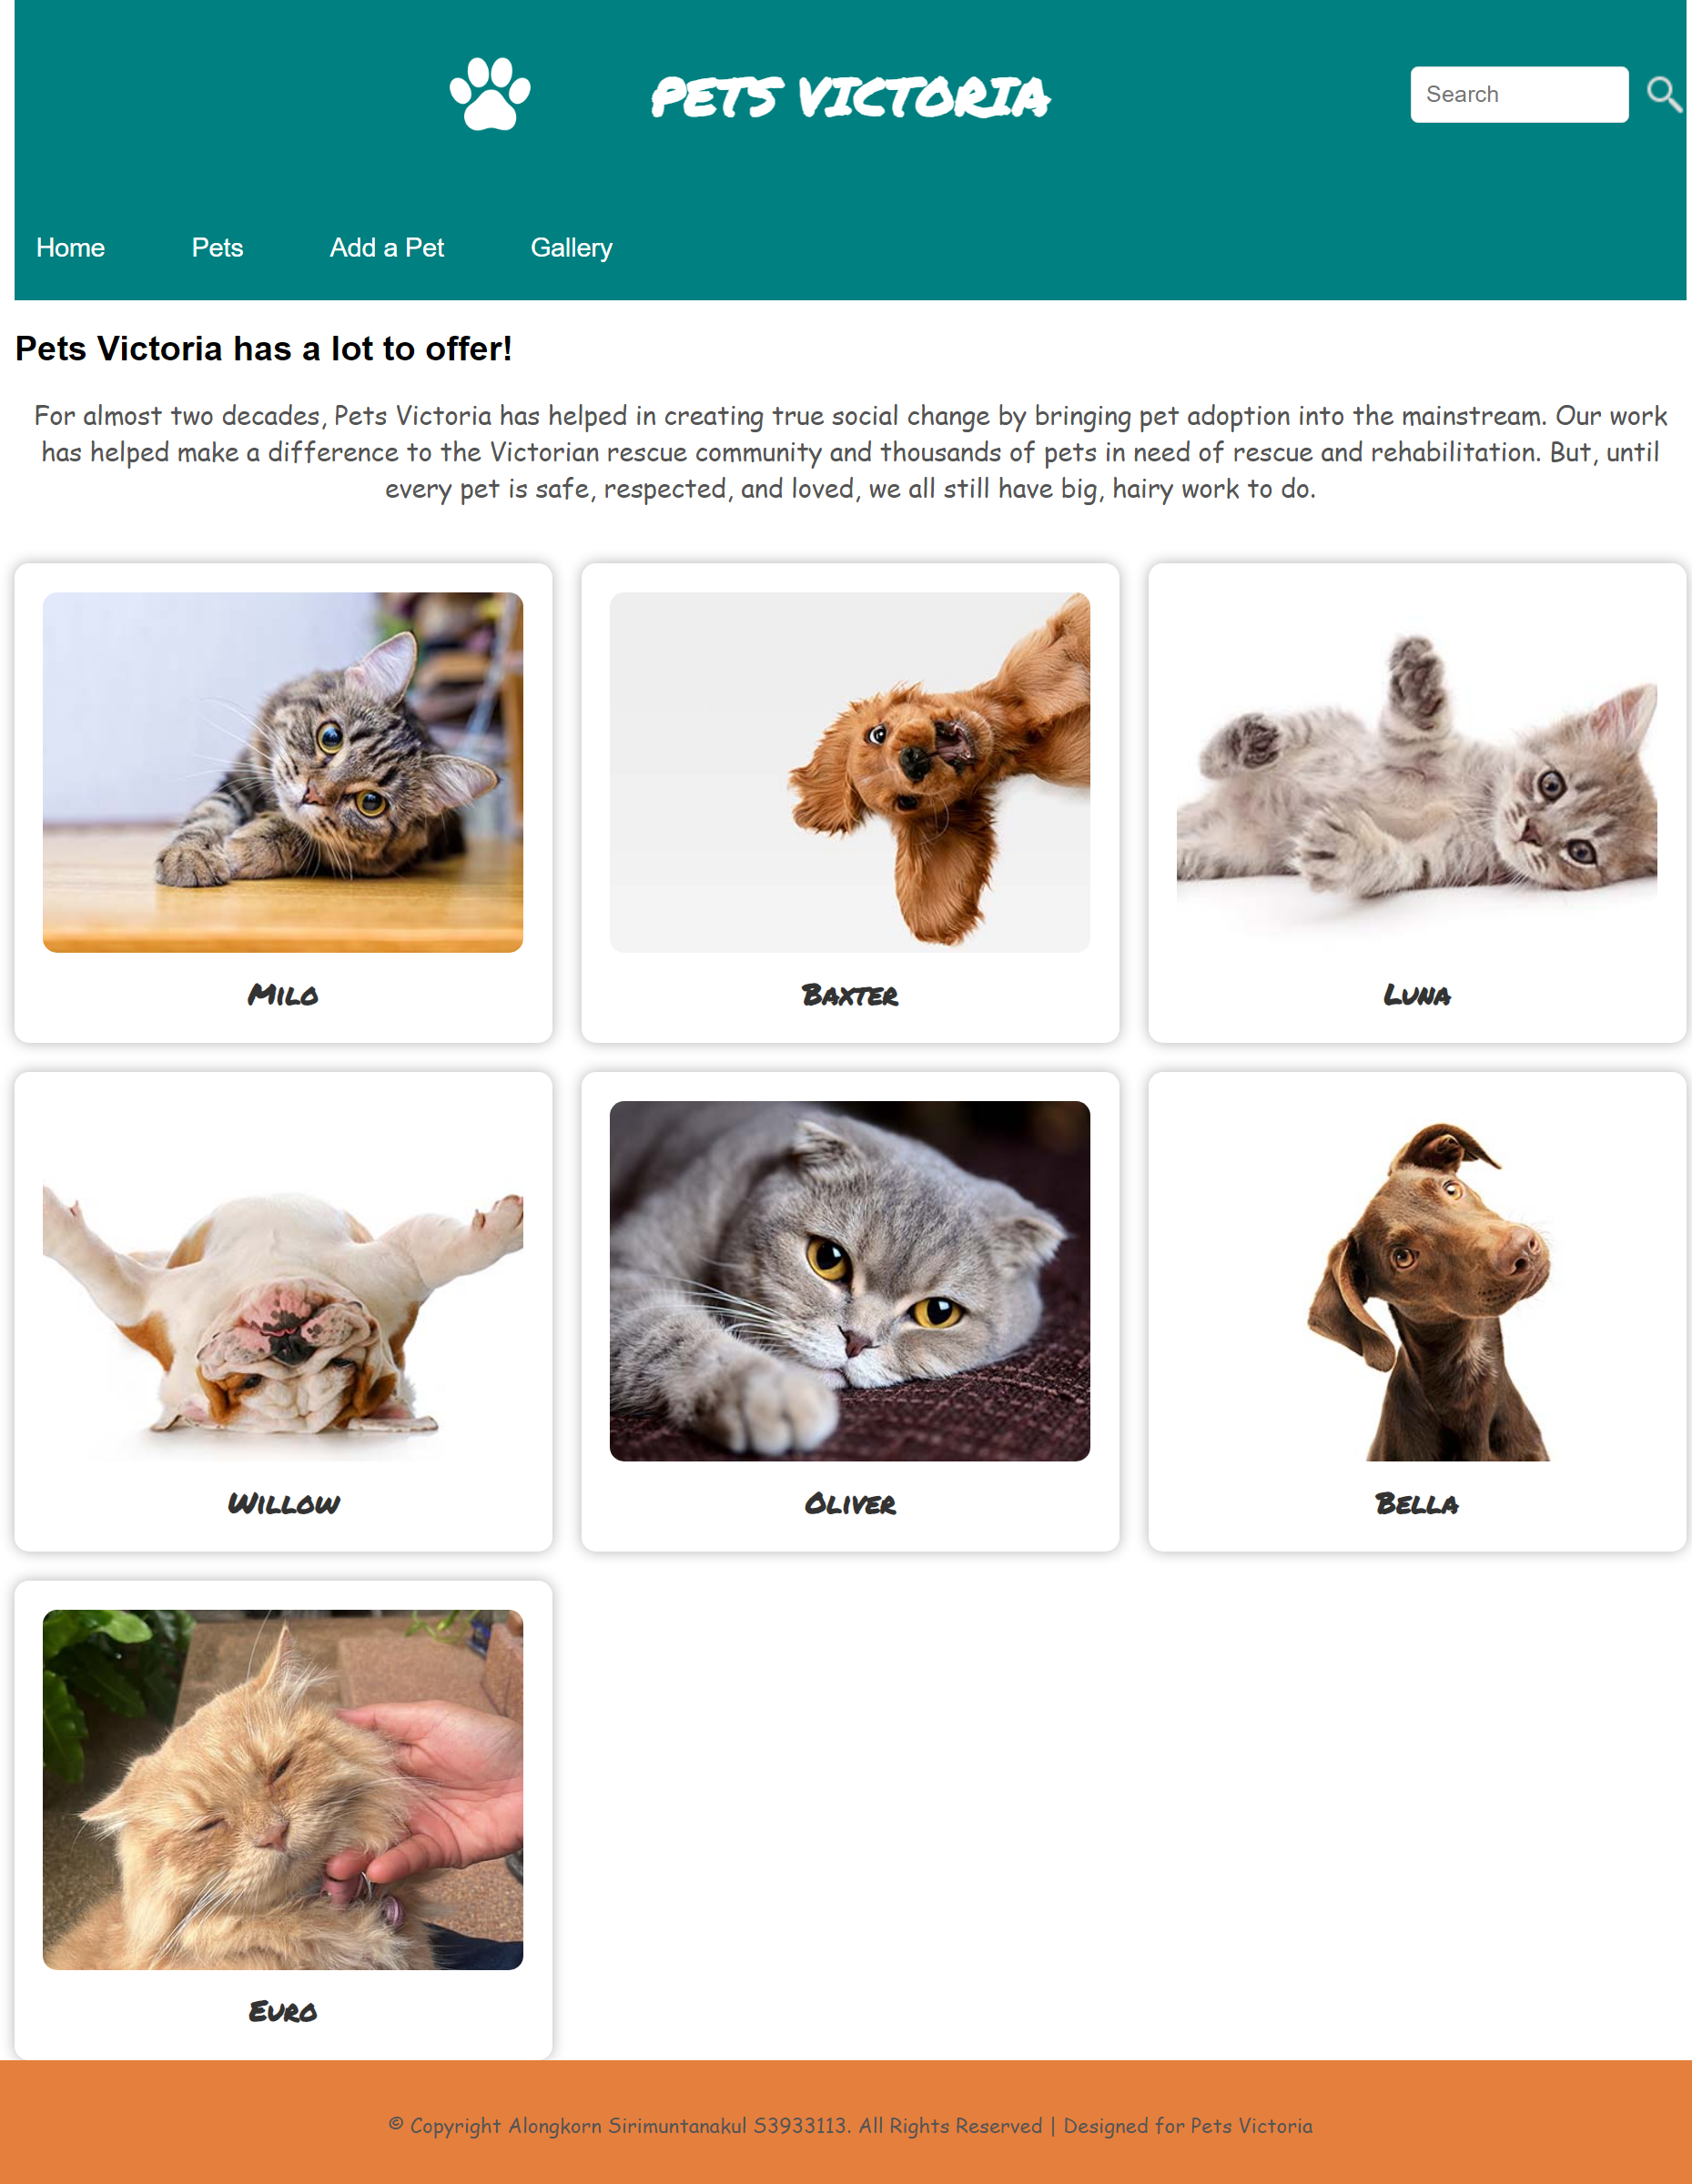 PETS VICTORIA
Search
Home Pets Add a Pet Gallery
Pets Victoria has a lot to offer!
For almost two decades, Pets Victoria has helped in creating true social change by bringing pet adoption into the mainstream. Our work
has helped make a difference to the Victorian rescue community and thousands of pets in need of rescue and rehabilitation. But, until
every pet is safe, respected, and loved, we all still have big, hairy work to do.
Milo
Baxter
Luna
Willow
Oliver
Bella
Euro
© Copyright Alongkorn Sirimuntanakul S3933113. All Rights Reserved | Designed for Pets Victoria